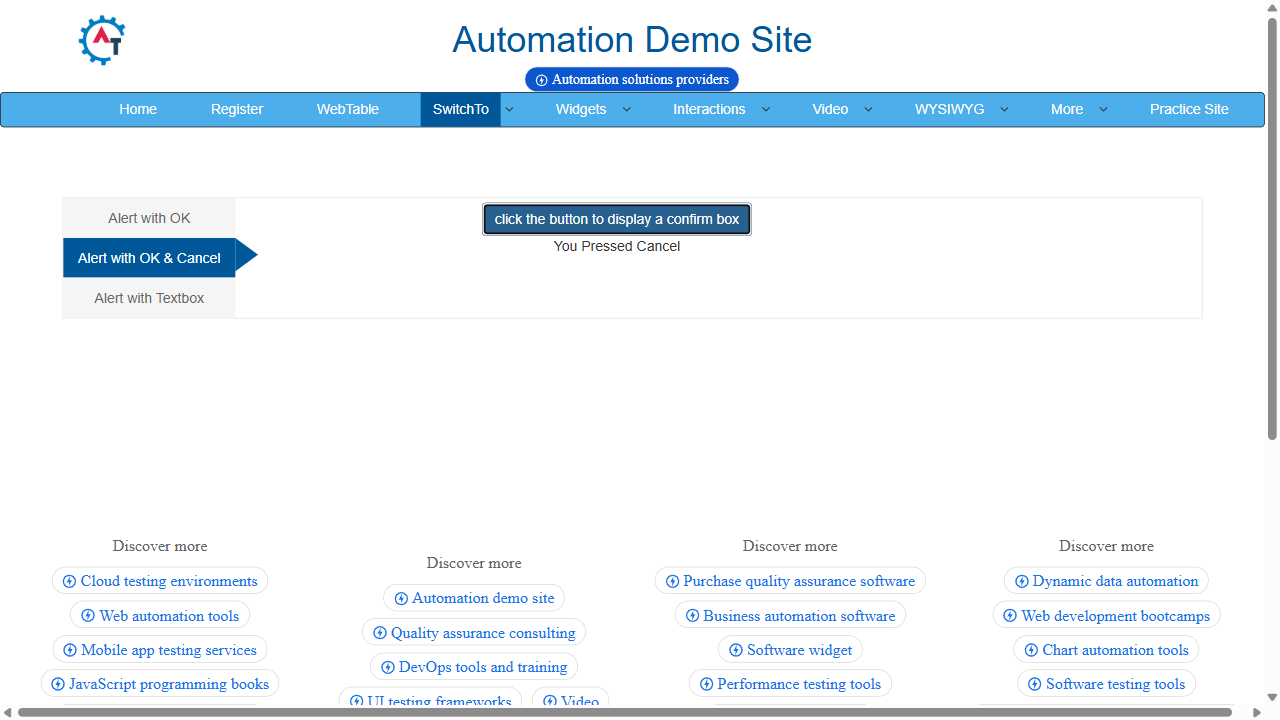 Automation Demo Site
Automation solutions providers
Home Register WebTable SwitchTo Widgets Interactions Video WYSIWYG More Practice Site
Alert with OK
Alert with OK & Cancel
Alert with Textbox
click the button to display a confirm box
You Pressed Cancel
Discover more
Cloud testing environments
Web automation tools
Mobile app testing services
JavaScript programming books
Discover more
Automation demo site
Quality assurance consulting
DevOps tools and training
UI testing frameworks Video
Discover more
Purchase quality assurance software
Business automation software
Software widget
Performance testing tools
Discover more
Dynamic data automation
Web development bootcamps
Chart automation tools
Software testing tools